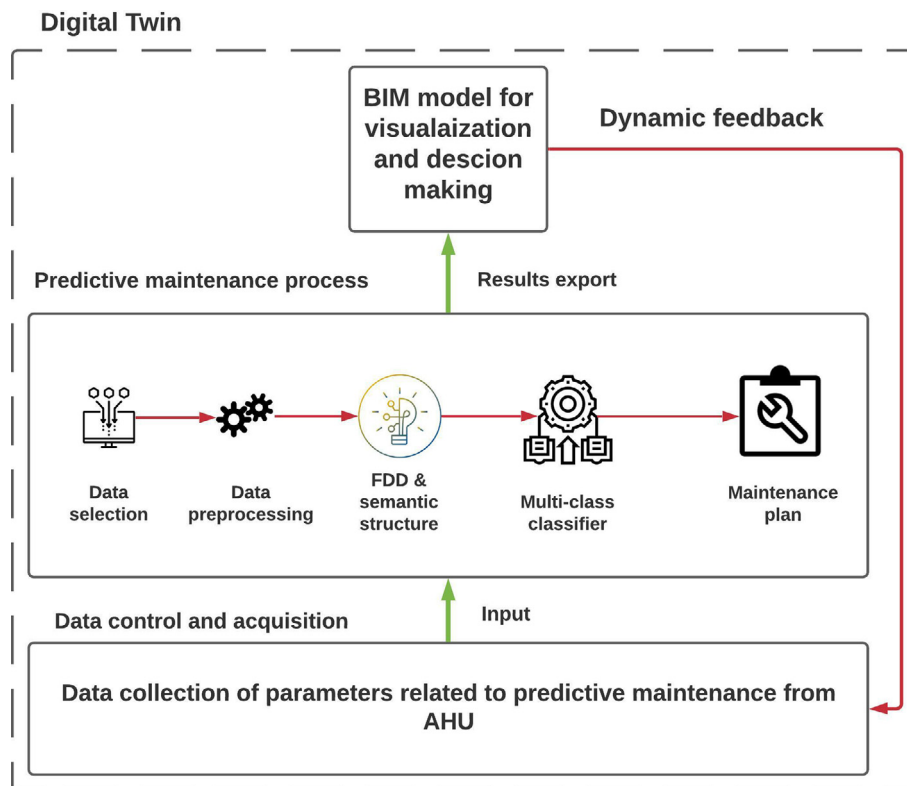 Digital Twin
BIM model for
visualaization
and descion
making
Dynamic feedback
Predictive maintenance process
Results export
Data
selection
Data
preprocessing
FDD &
semantic
structure
Multi-class
classifier
Maintenance
plan
Data control and acquisition
Input
Data collection of parameters related to predictive maintenance from
AHU